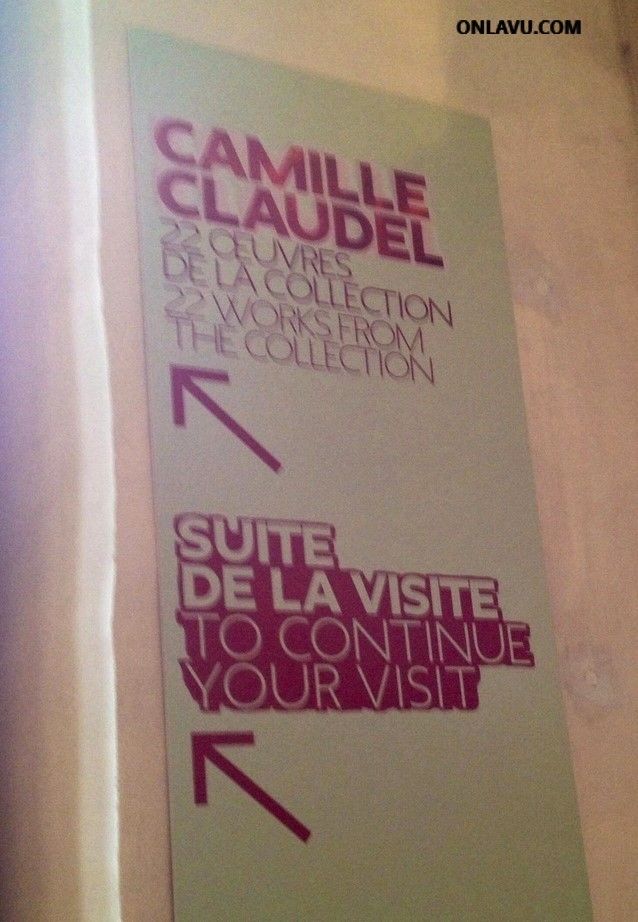 ONLAVU.COM
CAMILLE
CLAUDEL
22 ŒUVRES
DE LA COLLECTION
22 WORKS FROM
THE COLLECTION
SUITE
DE LA VISITE
TO CONTINUE
YOUR VISIT